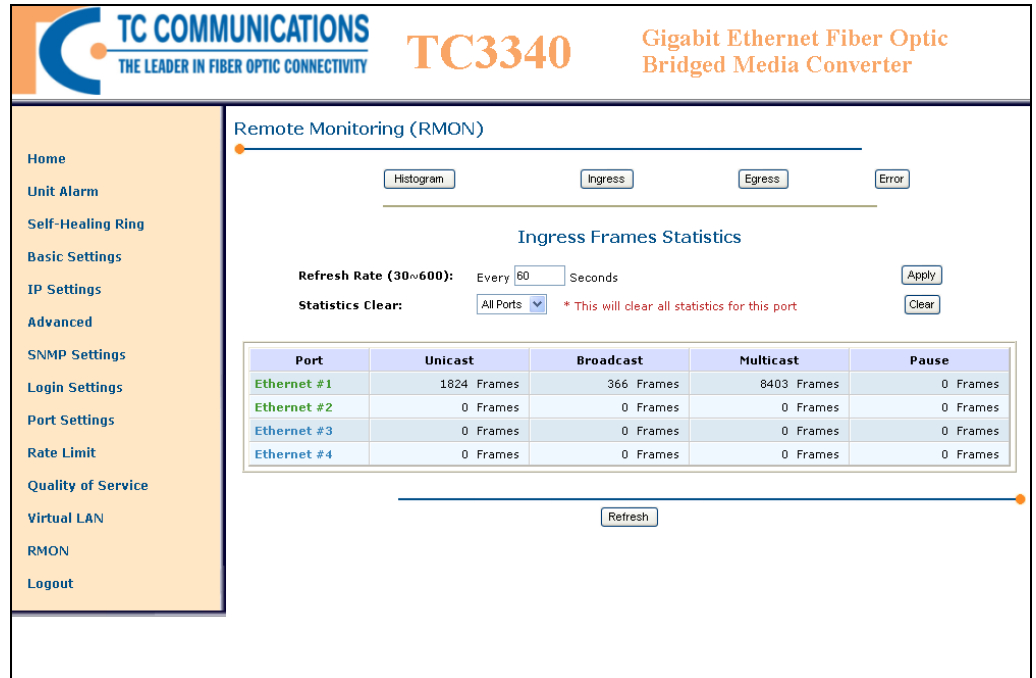 TC COMMUNICATIONS
THE LEADER IN FIBER OPTIC CONNECTIVITY
TC3340
Gigabit Ethernet Fiber Optic
Bridged Media Converter
Home
Unit Alarm
Self-Healing Ring
Basic Settings
IP Settings
Advanced
SNMP Settings
Login Settings
Port Settings
Rate Limit
Quality of Service
Virtual LAN
RMON
Logout
Remote Monitoring (RMON)
Histogram Ingress Egress Error
Ingress Frames Statistics
Refresh Rate (30~600): Every 60 Seconds Apply
Statistics Clear: All Ports * This will clear all statistics for this port Clear
Port Unicast Broadcast Multicast Pause
Ethernet #1 1824 Frames 366 Frames 8403 Frames 0 Frames
Ethernet #2 0 Frames 0 Frames 0 Frames 0 Frames
Ethernet #3 0 Frames 0 Frames 0 Frames 0 Frames
Ethernet #4 0 Frames 0 Frames 0 Frames 0 Frames
Refresh